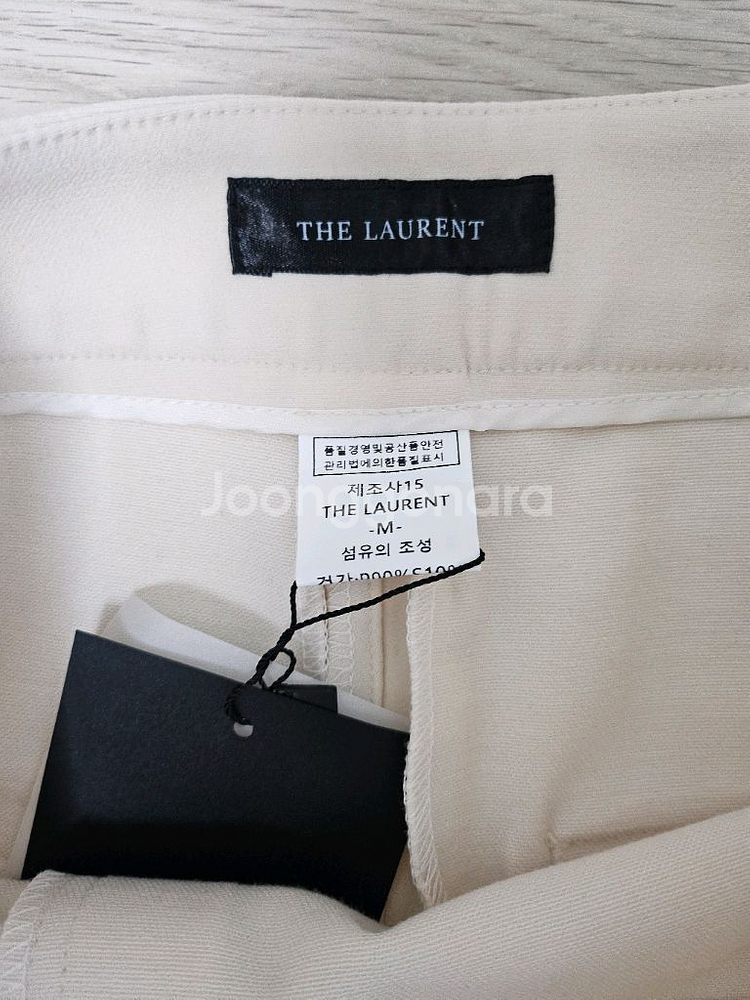 THE LAURENT
품질경영및공산품안전
관리법에의한품질표시
제조사15
Joonggonara
THE LAURENT
-M-
섬유의 조성